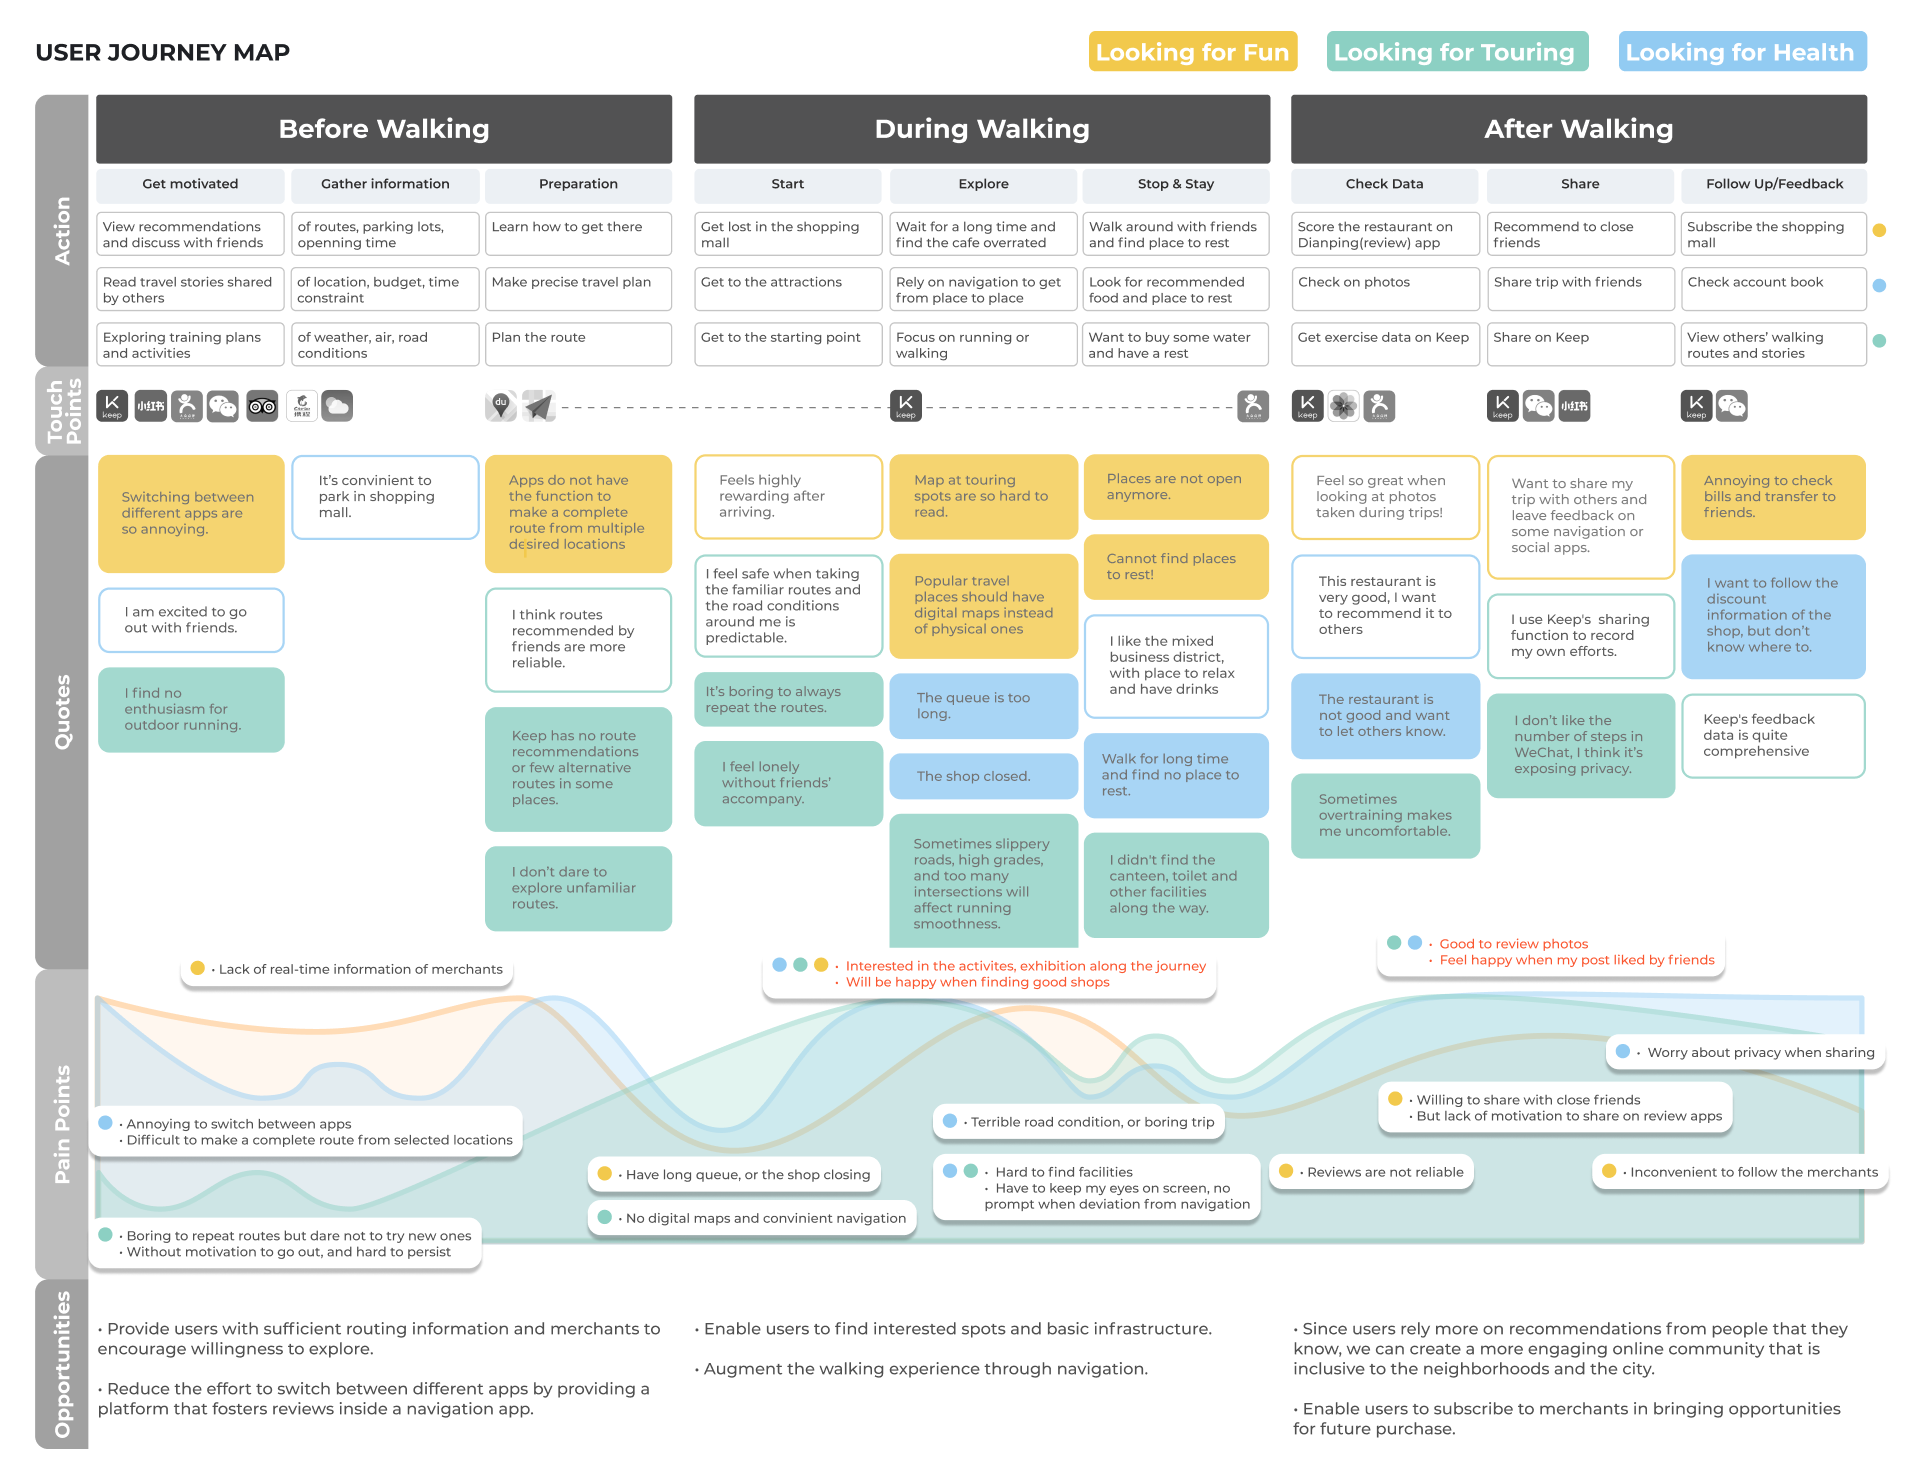 USER JOURNEY MAP
Looking for Fun
Looking for Touring
Looking for Health
Action
Before Walking
During Walking
After Walking
Get motivated
Gather information
Preparation
Start
Explore
Stop & Stay
Check Data
Share
Follow Up/Feedback
View recommendations
and discuss with friends
of routes, parking lots,
openning time
Learn how to get there
Get lost in the shopping
mall
Wait for a long time and
find the cafe overrated
Walk around with friends
and find place to rest
Score the restaurant on
Dianping(review) app
Recommend to close
friends
Subscribe the shopping
mall
Read travel stories shared
by others
of location, budget, time
constraint
Make precise travel plan
Get to the attractions
Rely on navigation to get
from place to place
Look for recommended
food and place to rest
Check on photos
Share trip with friends
Check account book
Exploring training plans
and activities
of weather, air, road
conditions
Plan the route
Get to the starting point
Focus on running or
walking
Want to buy some water
and have a rest
Get exercise data on Keep
Share on Keep
View others’ walking
routes and stories
Touch
Points
keep
小红书
du
keep
keep
keep
小红书
keep
Quotes
Switching between
different apps are
so annoying.
I am excited to go
out with friends.
I find no
enthusiasm for
outdoor running.
It’s convinient to
park in shopping
mall.
Apps do not have
the function to
make a complete
route from multiple
desired locations
I think routes
recommended by
friends are more
reliable.
Keep has no route
recommendations
or few alternative
routes in some
places.
I don’t dare to
explore unfamiliar
routes.
Feels highly
rewarding after
arriving.
I feel safe when taking
the familiar routes and
the road conditions
around me is
predictable.
It’s boring to always
repeat the routes.
I feel lonely
without friends’
accompany.
Map at touring
spots are so hard to
read.
Popular travel
places should have
digital maps instead
of physical ones
The queue is too
long.
The shop closed.
Sometimes slippery
roads, high grades,
and too many
intersections will
affect running
smoothness.
Places are not open
anymore.
Cannot find places
to rest!
I like the mixed
business district,
with place to relax
and have drinks
Walk for long time
and find no place to
rest.
I didn't find the
canteen, toilet and
other facilities
along the way.
Feel so great when
looking at photos
taken during trips!
This restaurant is
very good, I want
to recommend it to
others
The restaurant is
not good and want
to let others know.
Sometimes
overtraining makes
me uncomfortable.
Want to share my
trip with others and
leave feedback on
some navigation or
social apps.
I use Keep's sharing
function to record
my own efforts.
I don’t like the
number of steps in
WeChat, I think it’s
exposing privacy.
Annoying to check
bills and transfer to
friends.
I want to follow the
discount
information of the
shop, but don’t
know where to.
Keep's feedback
data is quite
comprehensive
Pain Points
• Lack of real-time information of merchants
• Annoying to switch between apps
• Difficult to make a complete route from selected locations
• Boring to repeat routes but dare not to try new ones
• Without motivation to go out, and hard to persist
• Interested in the activites, exhibition along the journey
• Will be happy when finding good shops
• Have long queue, or the shop closing
• No digital maps and convinient navigation
• Terrible road condition, or boring trip
• Hard to find facilities
• Have to keep my eyes on screen, no
prompt when deviation from navigation
• Good to review photos
• Feel happy when my post liked by friends
• Worry about privacy when sharing
• Willing to share with close friends
• But lack of motivation to share on review apps
• Reviews are not reliable
• Inconvenient to follow the merchants
Opportunities
• Provide users with sufficient routing information and merchants to
encourage willingness to explore.
• Reduce the effort to switch between different apps by providing a
platform that fosters reviews inside a navigation app.
• Enable users to find interested spots and basic infrastructure.
• Augment the walking experience through navigation.
• Since users rely more on recommendations from people that they
know, we can create a more engaging online community that is
inclusive to the neighborhoods and the city.
• Enable users to subscribe to merchants in bringing opportunities
for future purchase.